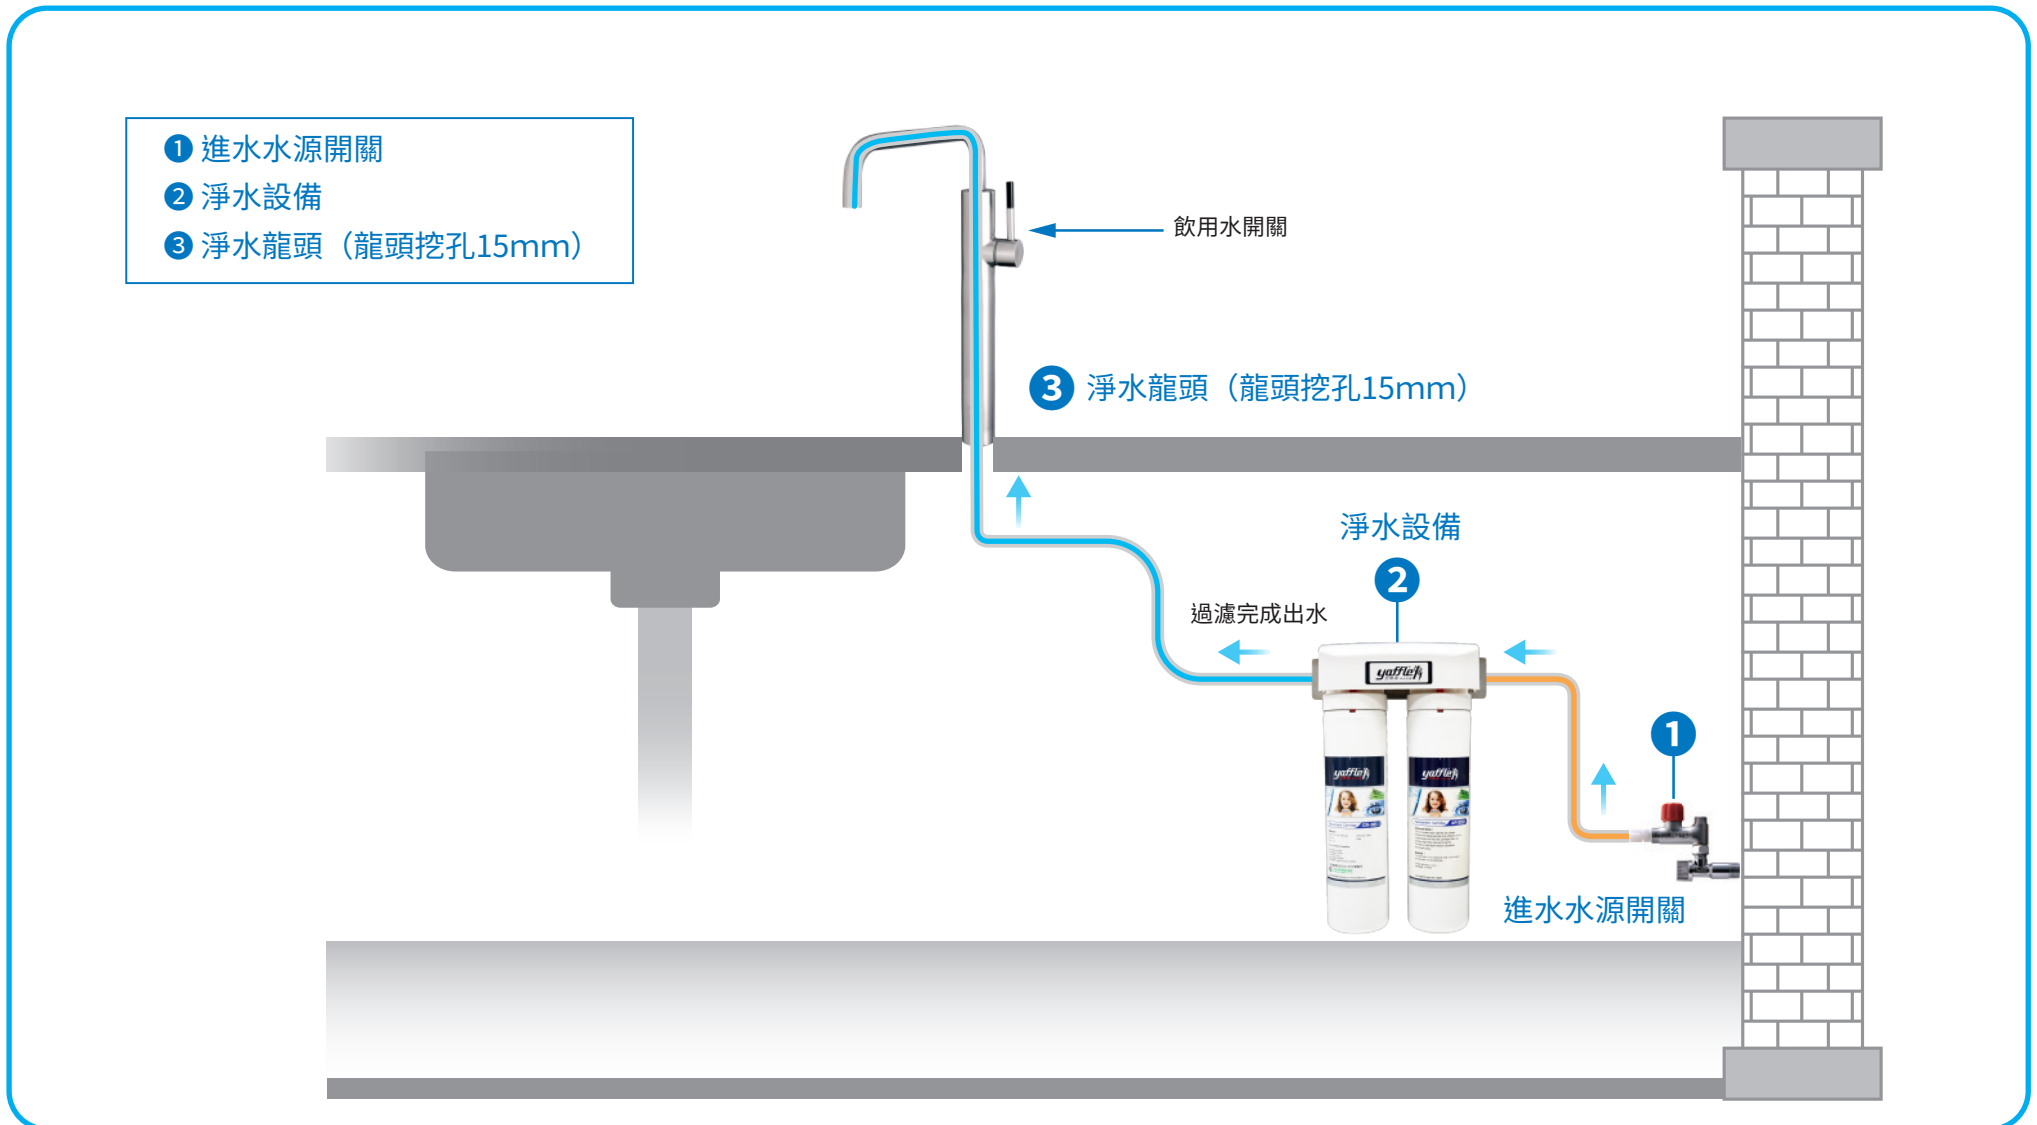 ❶ 進水水源開關
❷ 淨水設備
❸ 淨水龍頭（龍頭挖孔15mm）
飲用水開關
❸ 淨水龍頭（龍頭挖孔15mm）
淨水設備
❷
過濾完成出水
yaffle
❶
yaffle
yaffle
進水水源開關